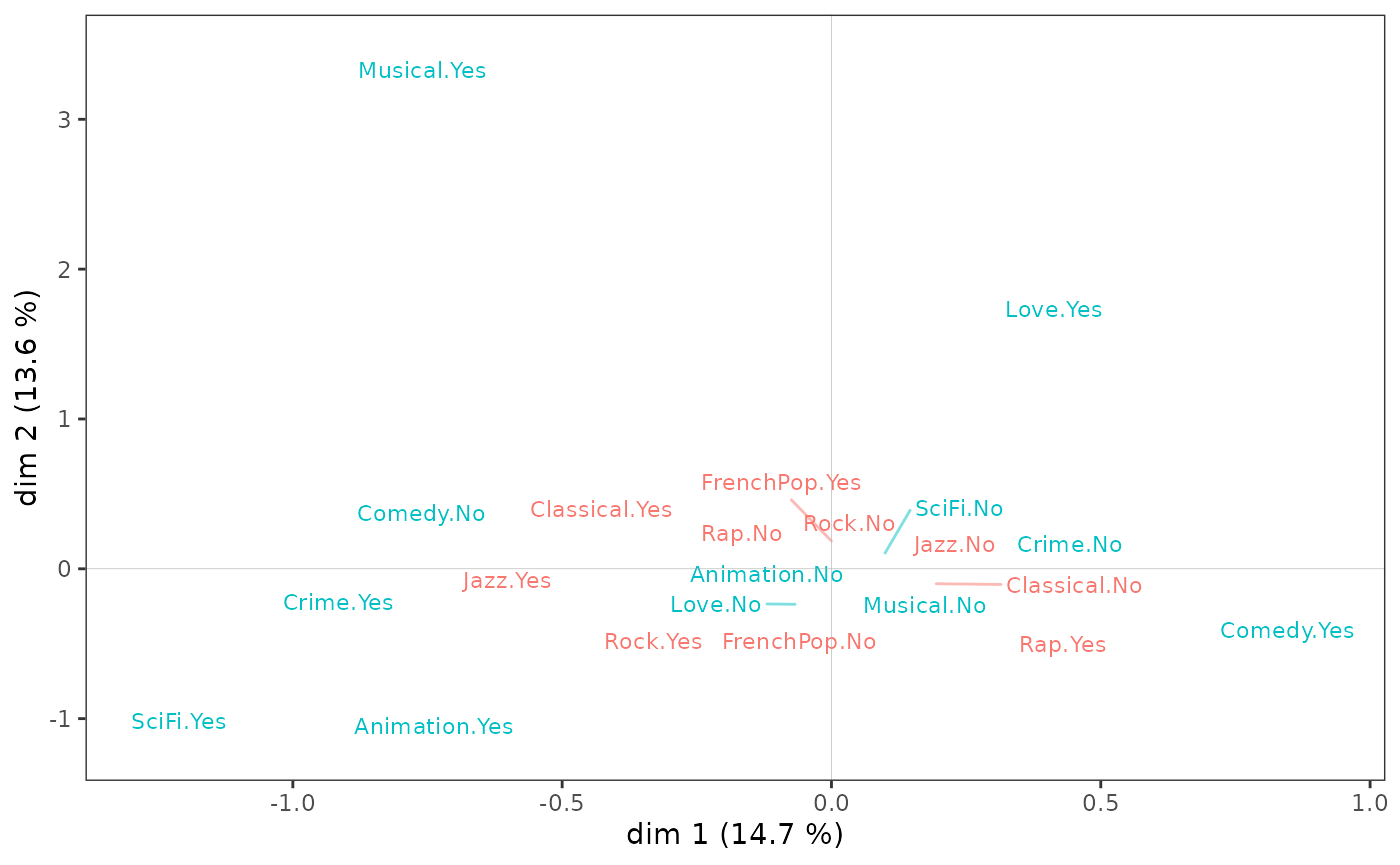 Musical.Yes
3
2
Love.Yes
1
FrenchPop.Yes
SciFi.No
Classical.Yes
Comedy.No
Rock.No
Rap.No
Jazz.No
Crime.No
0
Animation.No
Jazz.Yes
Classical.No
Crime.Yes
Love.No
Musical.No
Comedy.Yes
Rock.Yes
FrenchPop.No
Rap.Yes
-1
SciFi.Yes
Animation.Yes
-1.0
-0.5
0.0
0.5
1.0
dim 1 (14.7 %)
dim 2 (13.6 %)